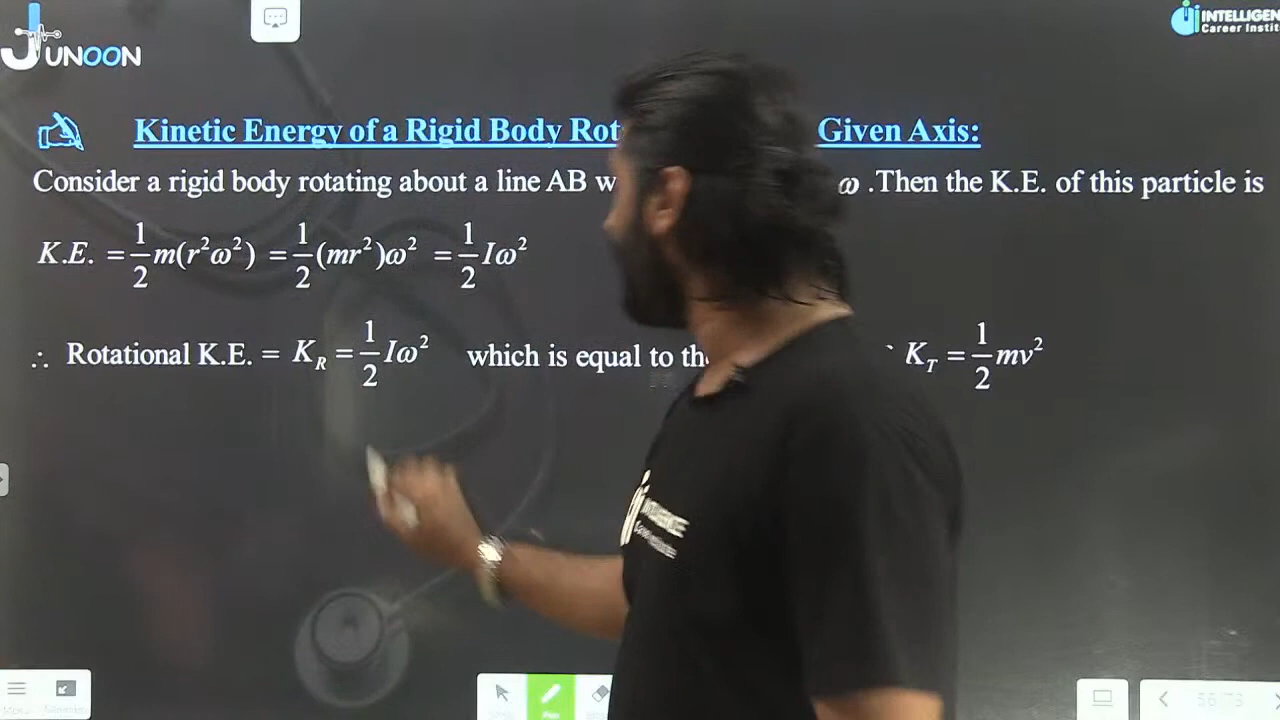 JUNOON
INTELLIGEN
Career Instit
Kinetic Energy of a Rigid Body Rot Given Axis:
Consider a rigid body rotating about a line AB w ω .Then the K.E. of this particle is
K.E. = 1/2 m(r²ω²) = 1/2 (mr²)ω² = 1/2 Iω²
∴ Rotational K.E. = K_R = 1/2 Iω² which is equal to th K_T = 1/2 mv²